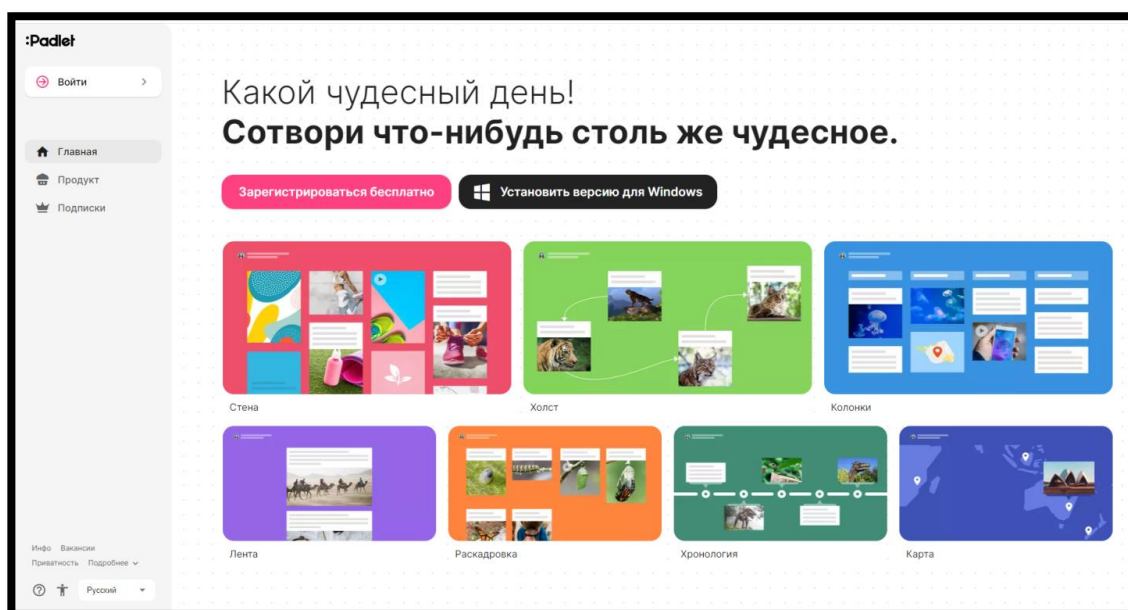 :Padlet
Войти
Главная
Продукт
Подписки
Инфо Вакансии
Приватность Подробнее
Русский
Какой чудесный день!
Сотвори что-нибудь столь же чудесное.
Зарегистрироваться бесплатно
Установить версию для Windows
Стена
Холст
Колонки
Лента
Раскадровка
Хронология
Карта